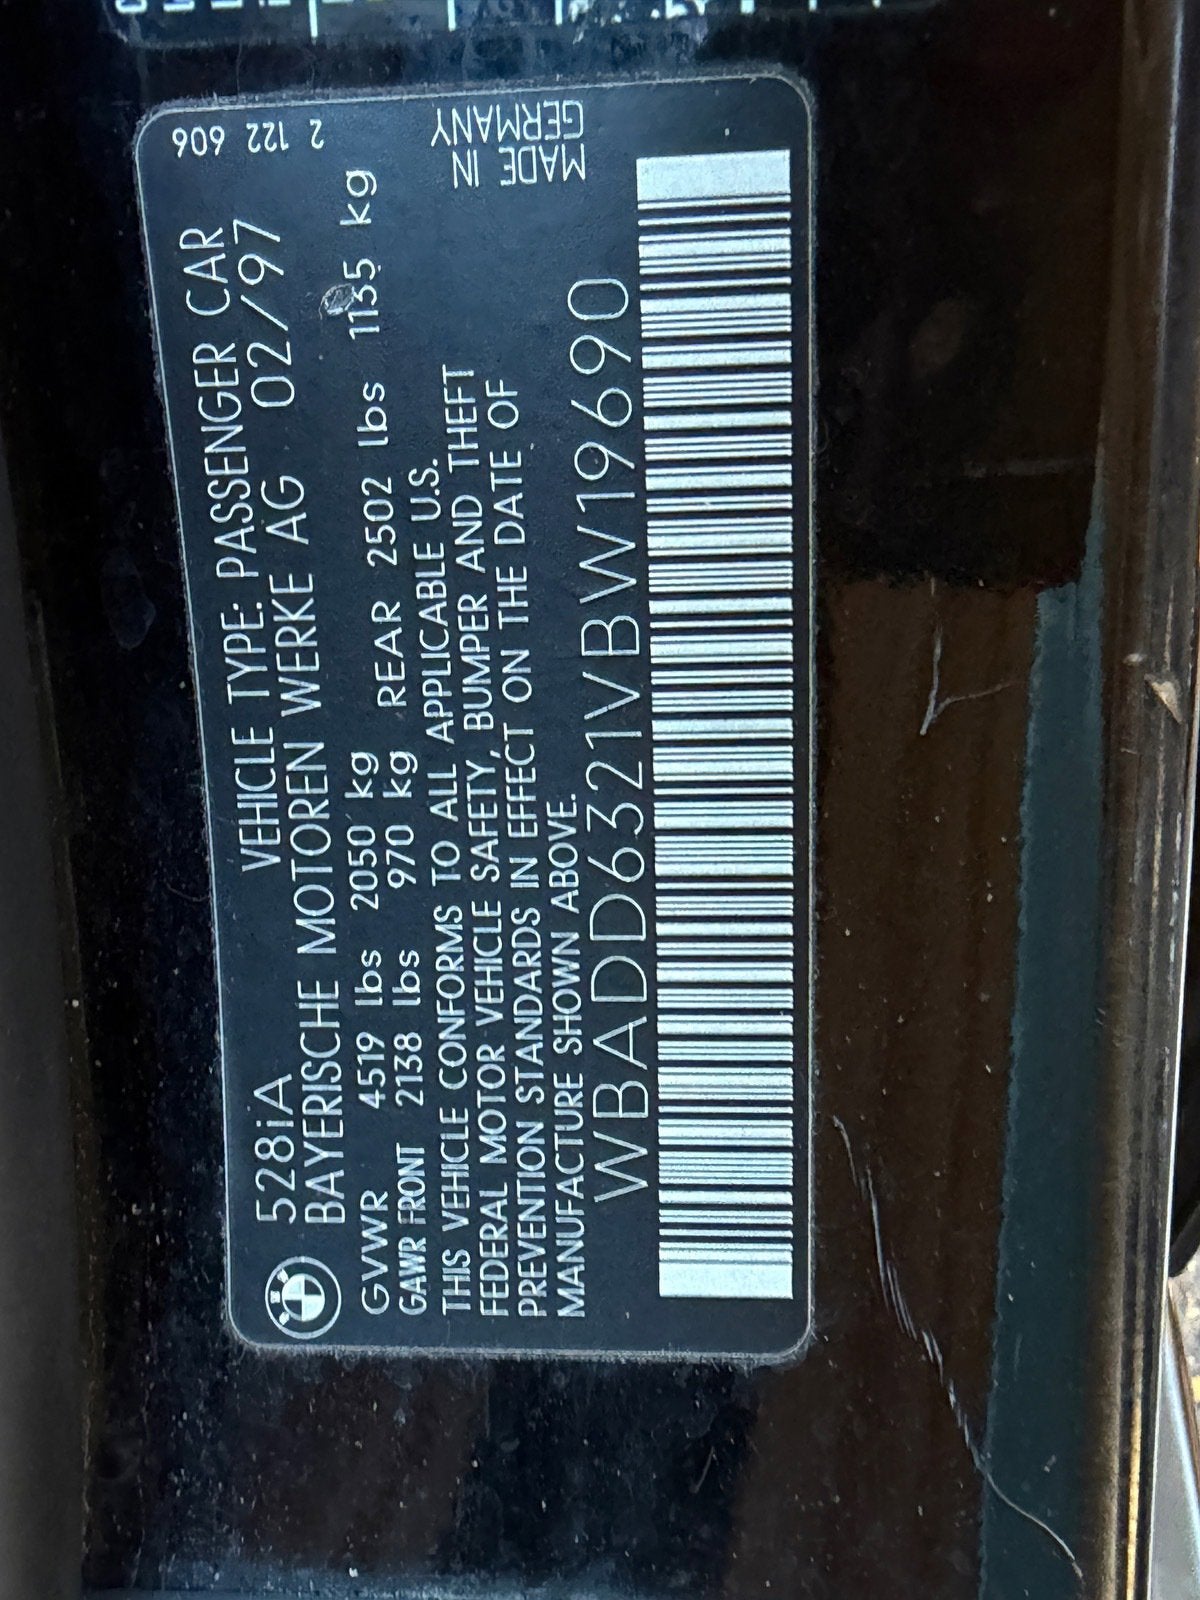 528iA VEHICLE TYPE: PASSENGER CAR
BAYERISCHE MOTOREN WERKE AG 02/97
GVWR 4519 lbs 2050 kg
GAWR FRONT 2138 lbs 970 kg REAR 2502 lbs 1135 kg
THIS VEHICLE CONFORMS TO ALL APPLICABLE U.S.
FEDERAL MOTOR VEHICLE SAFETY, BUMPER AND THEFT
PREVENTION STANDARDS IN EFFECT ON THE DATE OF
MANUFACTURE SHOWN ABOVE.
WBADD6321VBW19690
2 122 606
MADE IN
GERMANY